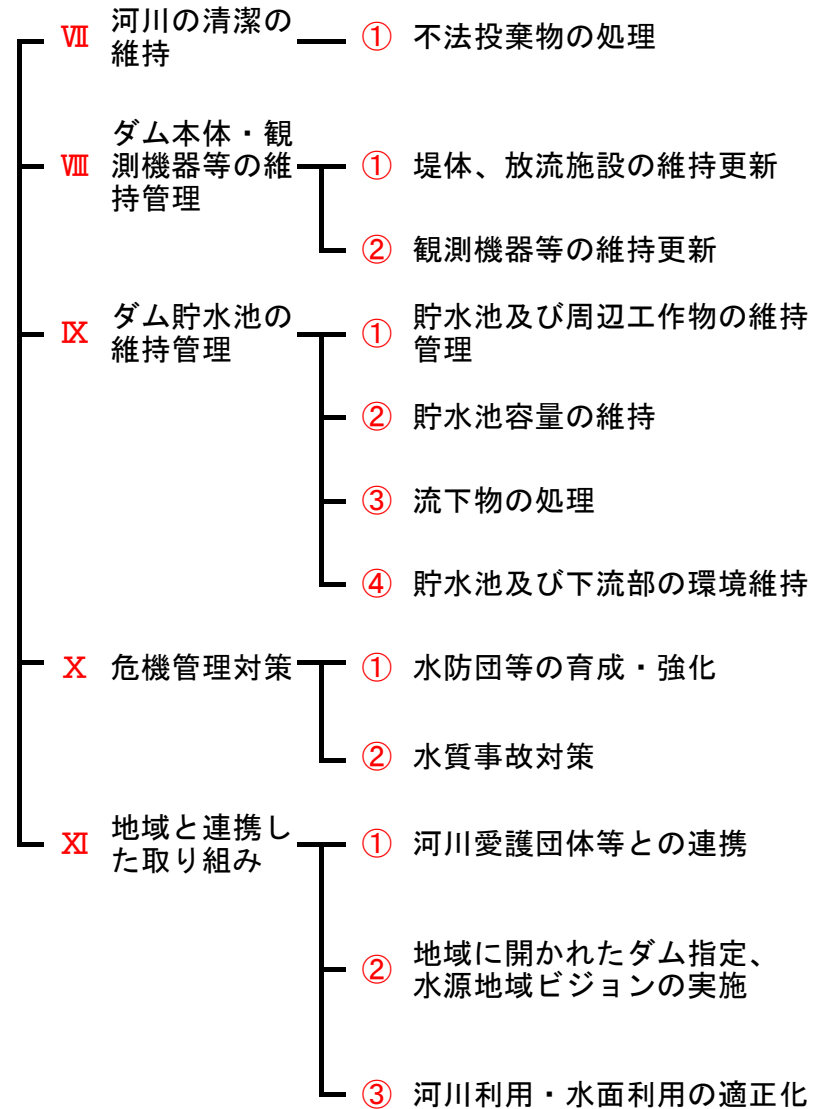 Ⅶ 河川の清潔の
維持
① 不法投棄物の処理
Ⅷ ダム本体・観
測機器等の維
持管理
① 堤体、放流施設の維持更新
② 観測機器等の維持更新
Ⅸ ダム貯水池の
維持管理
① 貯水池及び周辺工作物の維持
管理
② 貯水池容量の維持
③ 流下物の処理
④ 貯水池及び下流部の環境維持
Ⅹ 危機管理対策
① 水防団等の育成・強化
② 水質事故対策
Ⅺ 地域と連携し
た取り組み
① 河川愛護団体等との連携
② 地域に開かれたダム指定、
水源地域ビジョンの実施
③ 河川利用・水面利用の適正化